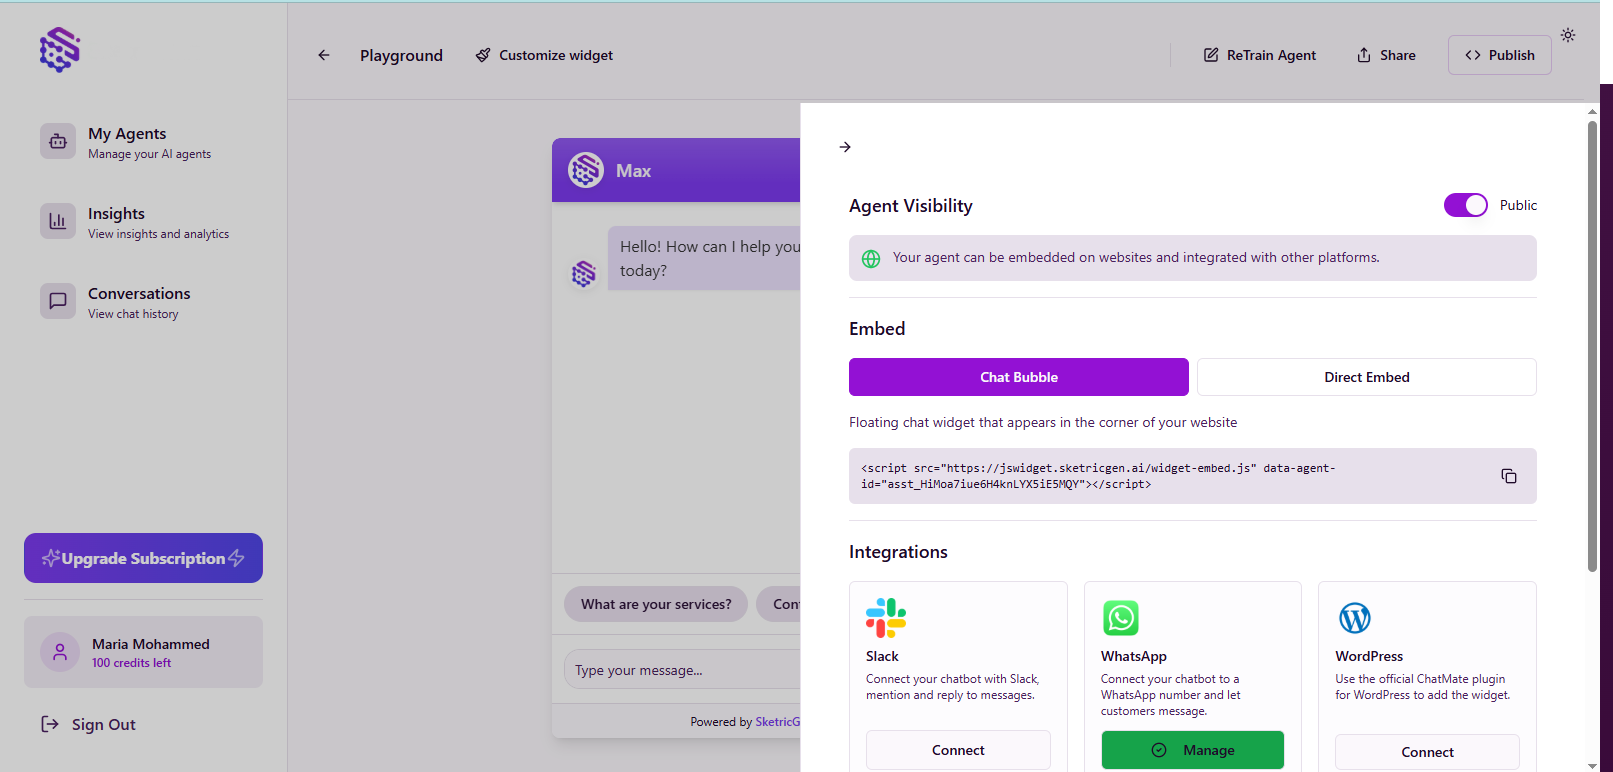 Playground
Customize widget
ReTrain Agent
Share
Publish
My Agents
Manage your AI agents
Insights
View insights and analytics
Conversations
View chat history
Upgrade Subscription
Maria Mohammed
100 credits left
Sign Out
Max
Hello! How can I help you
today?
What are your services?
Type your message...
Powered by SketricG
Agent Visibility
Public
Your agent can be embedded on websites and integrated with other platforms.
Embed
Chat Bubble
Direct Embed
Floating chat widget that appears in the corner of your website
<script src="https://jswidget.sketricgen.ai/widget-embed.js" data-agent-
id="asst_HiMoa7iue6H4knLYX5iE5MQY"></script>
Integrations
Slack
Connect your chatbot with Slack,
mention and reply to messages.
Connect
WhatsApp
Connect your chatbot to a
WhatsApp number and let
customers message.
Manage
WordPress
Use the official ChatMate plugin
for WordPress to add the widget.
Connect